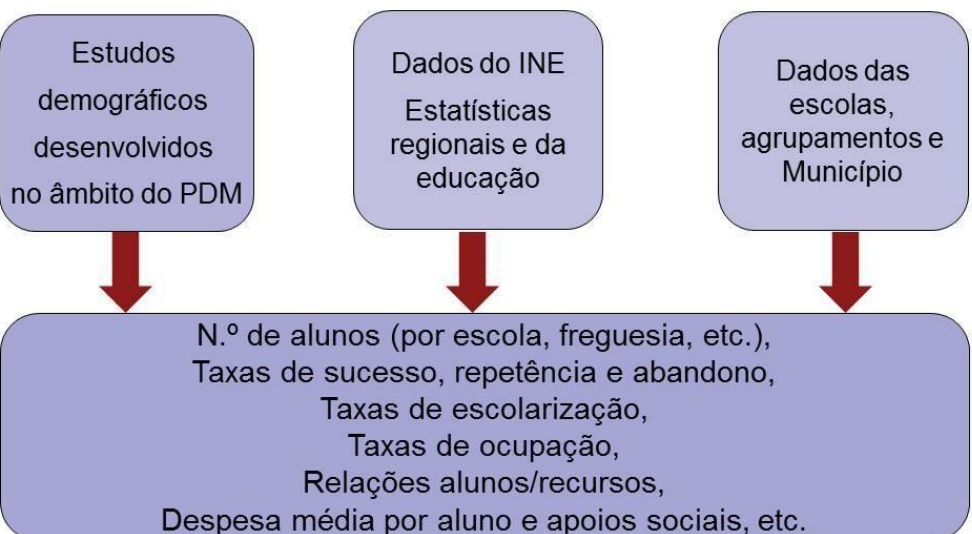 Estudos
demográficos
desenvolvidos
no âmbito do PDM
Dados do INE
Estatísticas
regionais e da
educação
Dados das
escolas,
agrupamentos e
Município
N.º de alunos (por escola, freguesia, etc.),
Taxas de sucesso, repetência e abandono,
Taxas de escolarização,
Taxas de ocupação,
Relações alunos/recursos,
Despesa média por aluno e apoios sociais, etc.